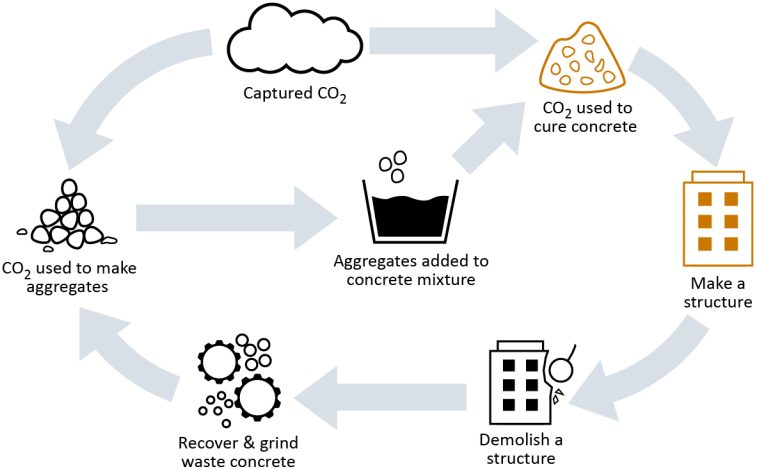 Captured CO₂
CO₂ used to
cure concrete
CO₂ used to make
aggregates
Aggregates added to
concrete mixture
Make a
structure
Recover & grind
waste concrete
Demolish a
structure